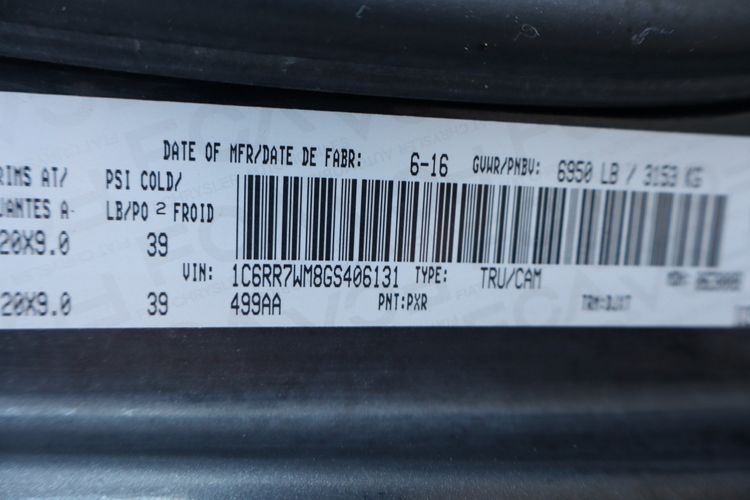 DATE OF MFR/DATE DE FABR: 6-16 GVWR/PNBV: 6950 LB / 3153 KG
RIMS AT/ PSI COLD/
JANTES A- LB/PO 2 FROID
20X9.0 39
VIN: 1C6RR7WM8GS406131 TYPE: TRU/CAM
20X9.0 39 499AA PNT:PXR